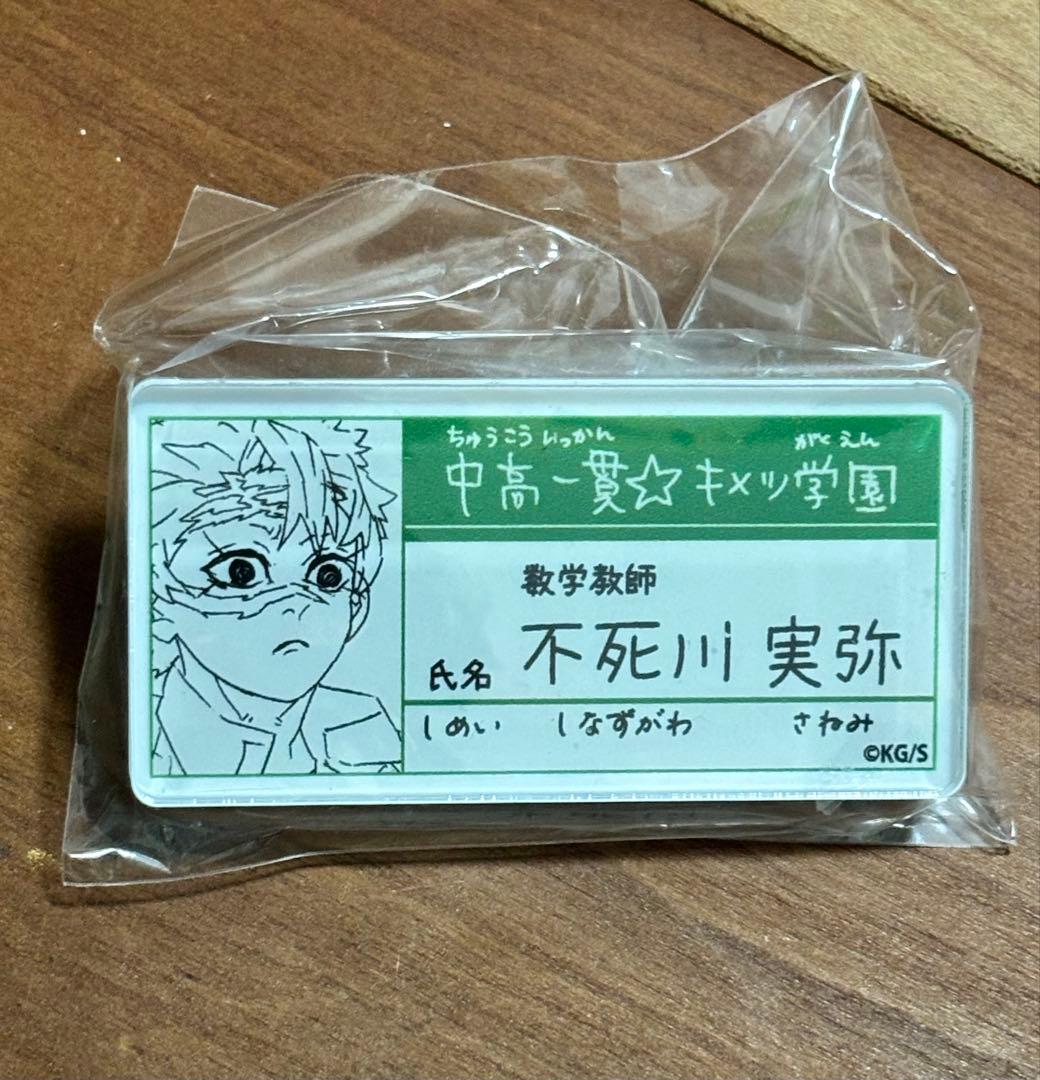 ちゅうこういっかん がくえん
中高一貫☆キメツ学園
数学教師
氏名 不死川 実弥
しめい しなずがわ さねみ
©KG/S